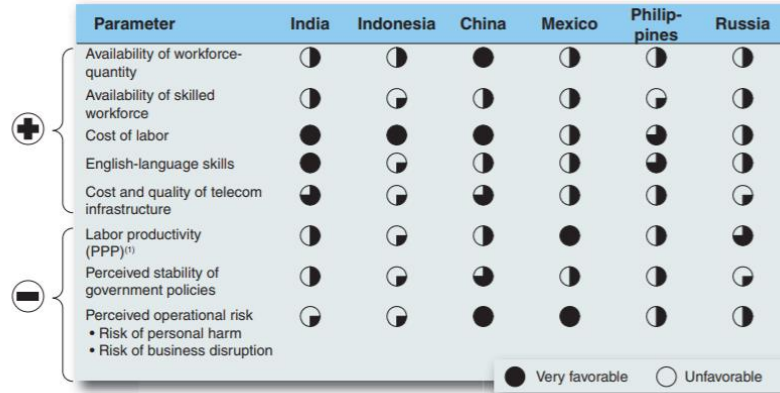 Parameter India Indonesia China Mexico Philip-
pines Russia
Availability of workforce-
quantity
Availability of skilled
workforce
Cost of labor
English-language skills
Cost and quality of telecom
infrastructure
Labor productivity
(PPP)(1)
Perceived stability of
government policies
Perceived operational risk
• Risk of personal harm
• Risk of business disruption
Very favorable Unfavorable